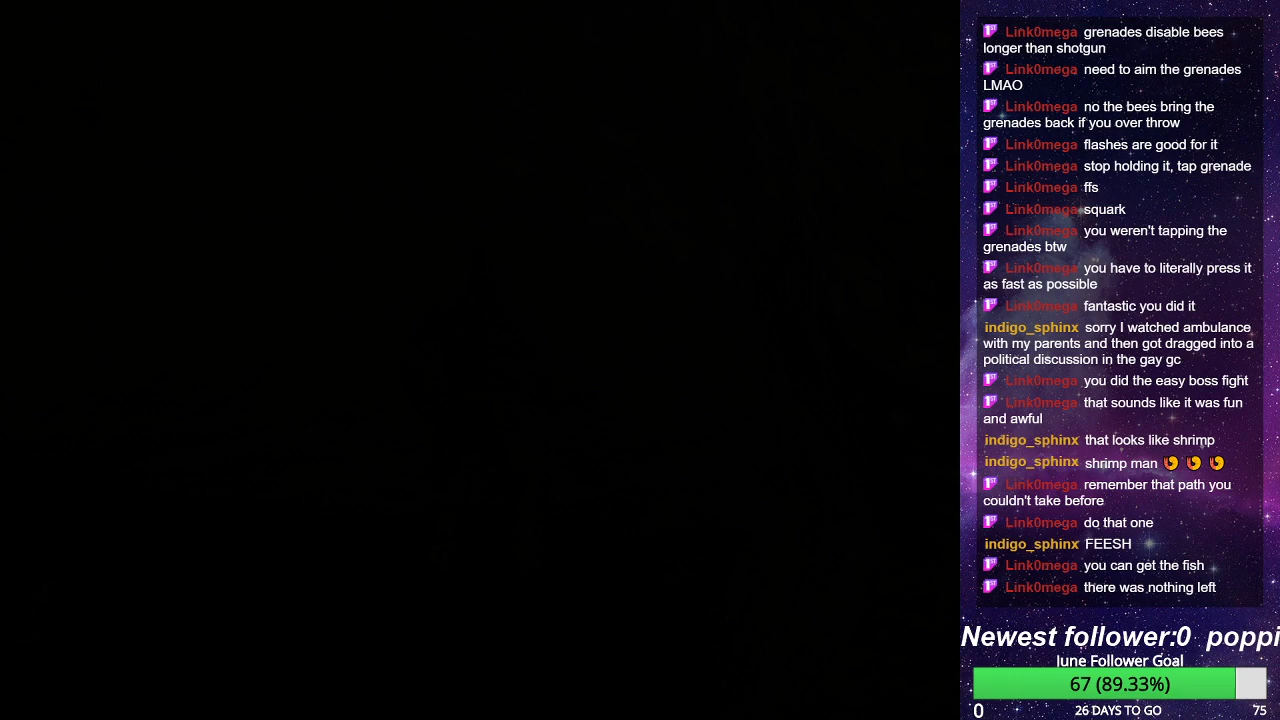 Link0mega grenades disable bees
longer than shotgun
Link0mega need to aim the grenades
LMAO
Link0mega no the bees bring the
grenades back if you over throw
Link0mega flashes are good for it
Link0mega stop holding it, tap grenade
Link0mega ffs
Link0mega squark
Link0mega you weren't tapping the
grenades btw
Link0mega you have to literally press it
as fast as possible
Link0mega fantastic you did it
indigo_sphinx sorry I watched ambulance
with my parents and then got dragged into a
political discussion in the gay gc
Link0mega you did the easy boss fight
Link0mega that sounds like it was fun
and awful
indigo_sphinx that looks like shrimp
indigo_sphinx shrimp man
Link0mega remember that path you
couldn't take before
Link0mega do that one
indigo_sphinx FEESH
Link0mega you can get the fish
Link0mega there was nothing left
Newest follower:0 poppi
June Follower Goal
67 (89.33%)
0 26 DAYS TO GO 75